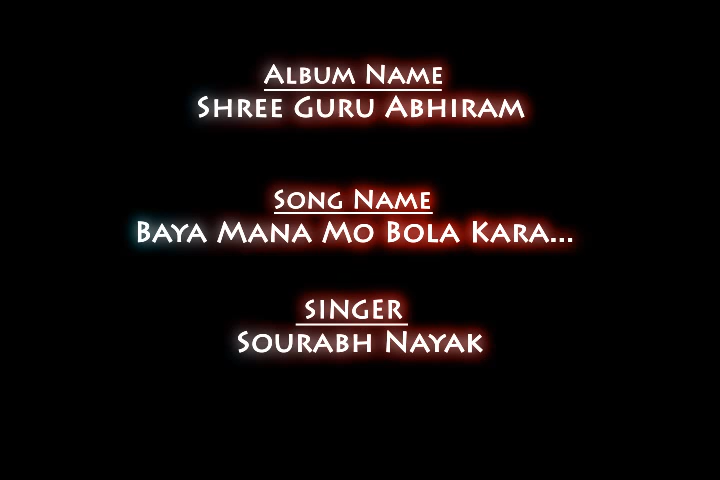 Album Name
Shree Guru Abhiram
Song Name
Baya Mana Mo Bola Kara...
SINGER
Sourabh Nayak